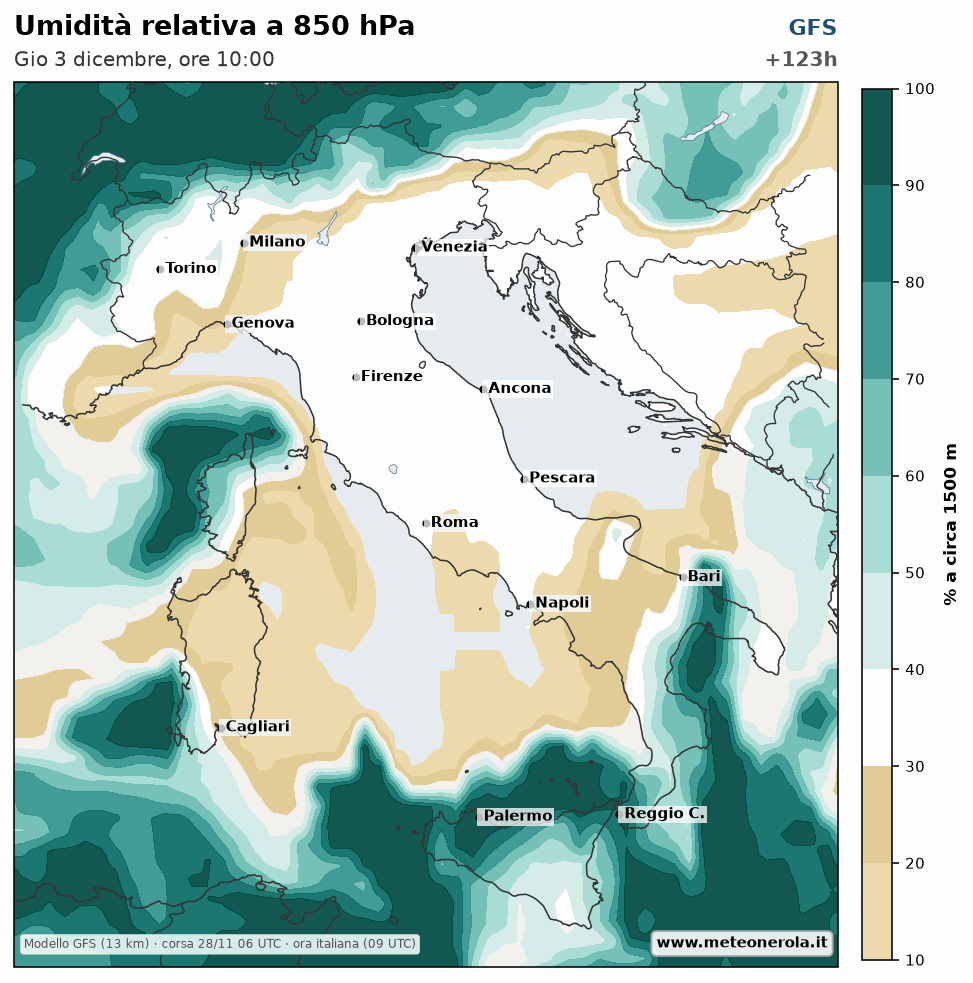 Umidità relativa a 850 hPa
GFS
Gio 3 dicembre, ore 10:00
+123h
100
90
80
70
60
50
40
30
20
10
% a circa 1500 m
Milano
Venezia
Torino
Genova
Bologna
Firenze
Ancona
Pescara
Roma
Bari
Napoli
Cagliari
Palermo
Reggio C.
Modello GFS (13 km) · corsa 28/11 06 UTC · ora italiana (09 UTC)
www.meteonerola.it